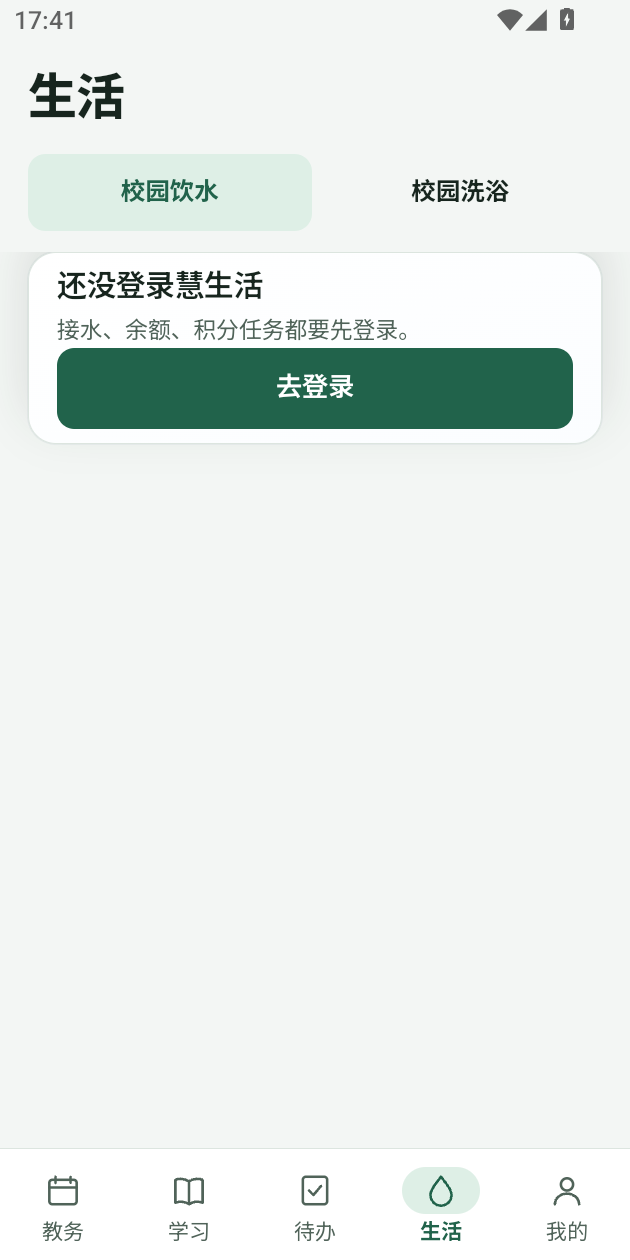 17:41
生活
校园饮水
校园洗浴
还没登录慧生活
接水、余额、积分任务都要先登录。
去登录
教务
学习
待办
生活
我的